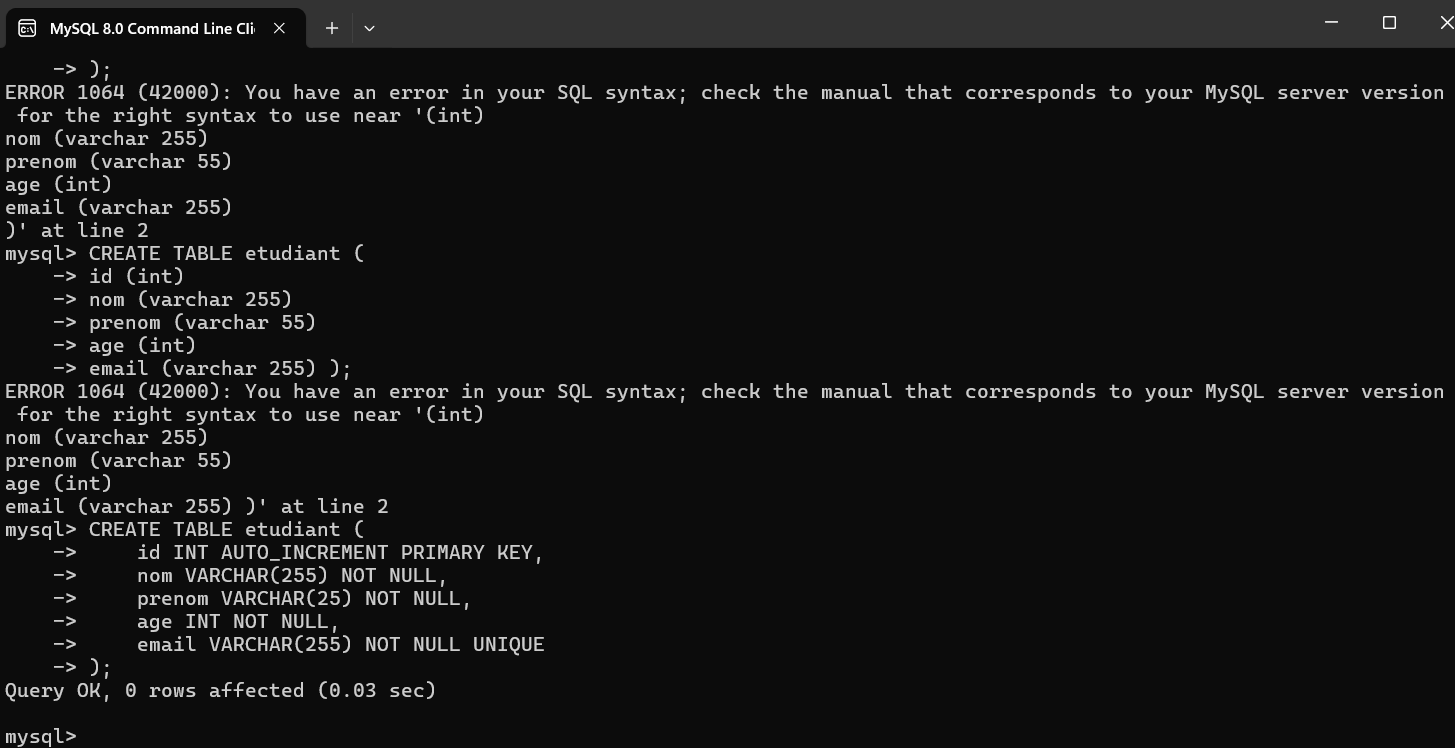 MySQL 8.0 Command Line Cli
    -> );
ERROR 1064 (42000): You have an error in your SQL syntax; check the manual that corresponds to your MySQL server version
 for the right syntax to use near '(int)
nom (varchar 255)
prenom (varchar 55)
age (int)
email (varchar 255)
)' at line 2
mysql> CREATE TABLE etudiant (
    -> id (int)
    -> nom (varchar 255)
    -> prenom (varchar 55)
    -> age (int)
    -> email (varchar 255) );
ERROR 1064 (42000): You have an error in your SQL syntax; check the manual that corresponds to your MySQL server version
 for the right syntax to use near '(int)
nom (varchar 255)
prenom (varchar 55)
age (int)
email (varchar 255) )' at line 2
mysql> CREATE TABLE etudiant (
    ->     id INT AUTO_INCREMENT PRIMARY KEY,
    ->     nom VARCHAR(255) NOT NULL,
    ->     prenom VARCHAR(25) NOT NULL,
    ->     age INT NOT NULL,
    ->     email VARCHAR(255) NOT NULL UNIQUE
    -> );
Query OK, 0 rows affected (0.03 sec)

mysql>